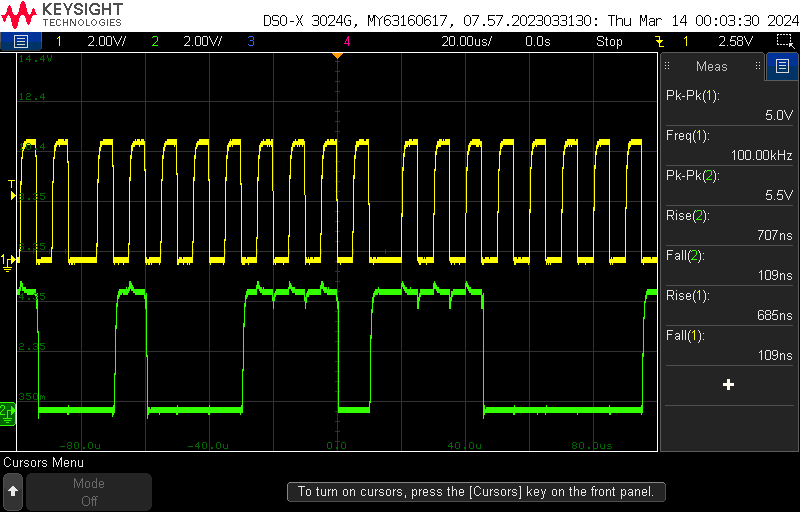 KEYSIGHT
TECHNOLOGIES
DSO-X 3024G, MY63160617, 07.57.2023033130: Thu Mar 14 00:03:30 2024
1 2.00V/ 2 2.00V/ 3 4 20.00us/ 0.0s Stop 1 2.58V
14.4V
12.4
4.35
2.35
350m
-80.0u -40.0u 0.0 40.0u 80.0us
T
1
2
Meas
Pk-Pk(1):
5.0V
Freq(1):
100.00kHz
Pk-Pk(2):
5.5V
Rise(2):
707ns
Fall(2):
109ns
Rise(1):
685ns
Fall(1):
109ns
Cursors Menu
Mode
Off
To turn on cursors, press the [Cursors] key on the front panel.